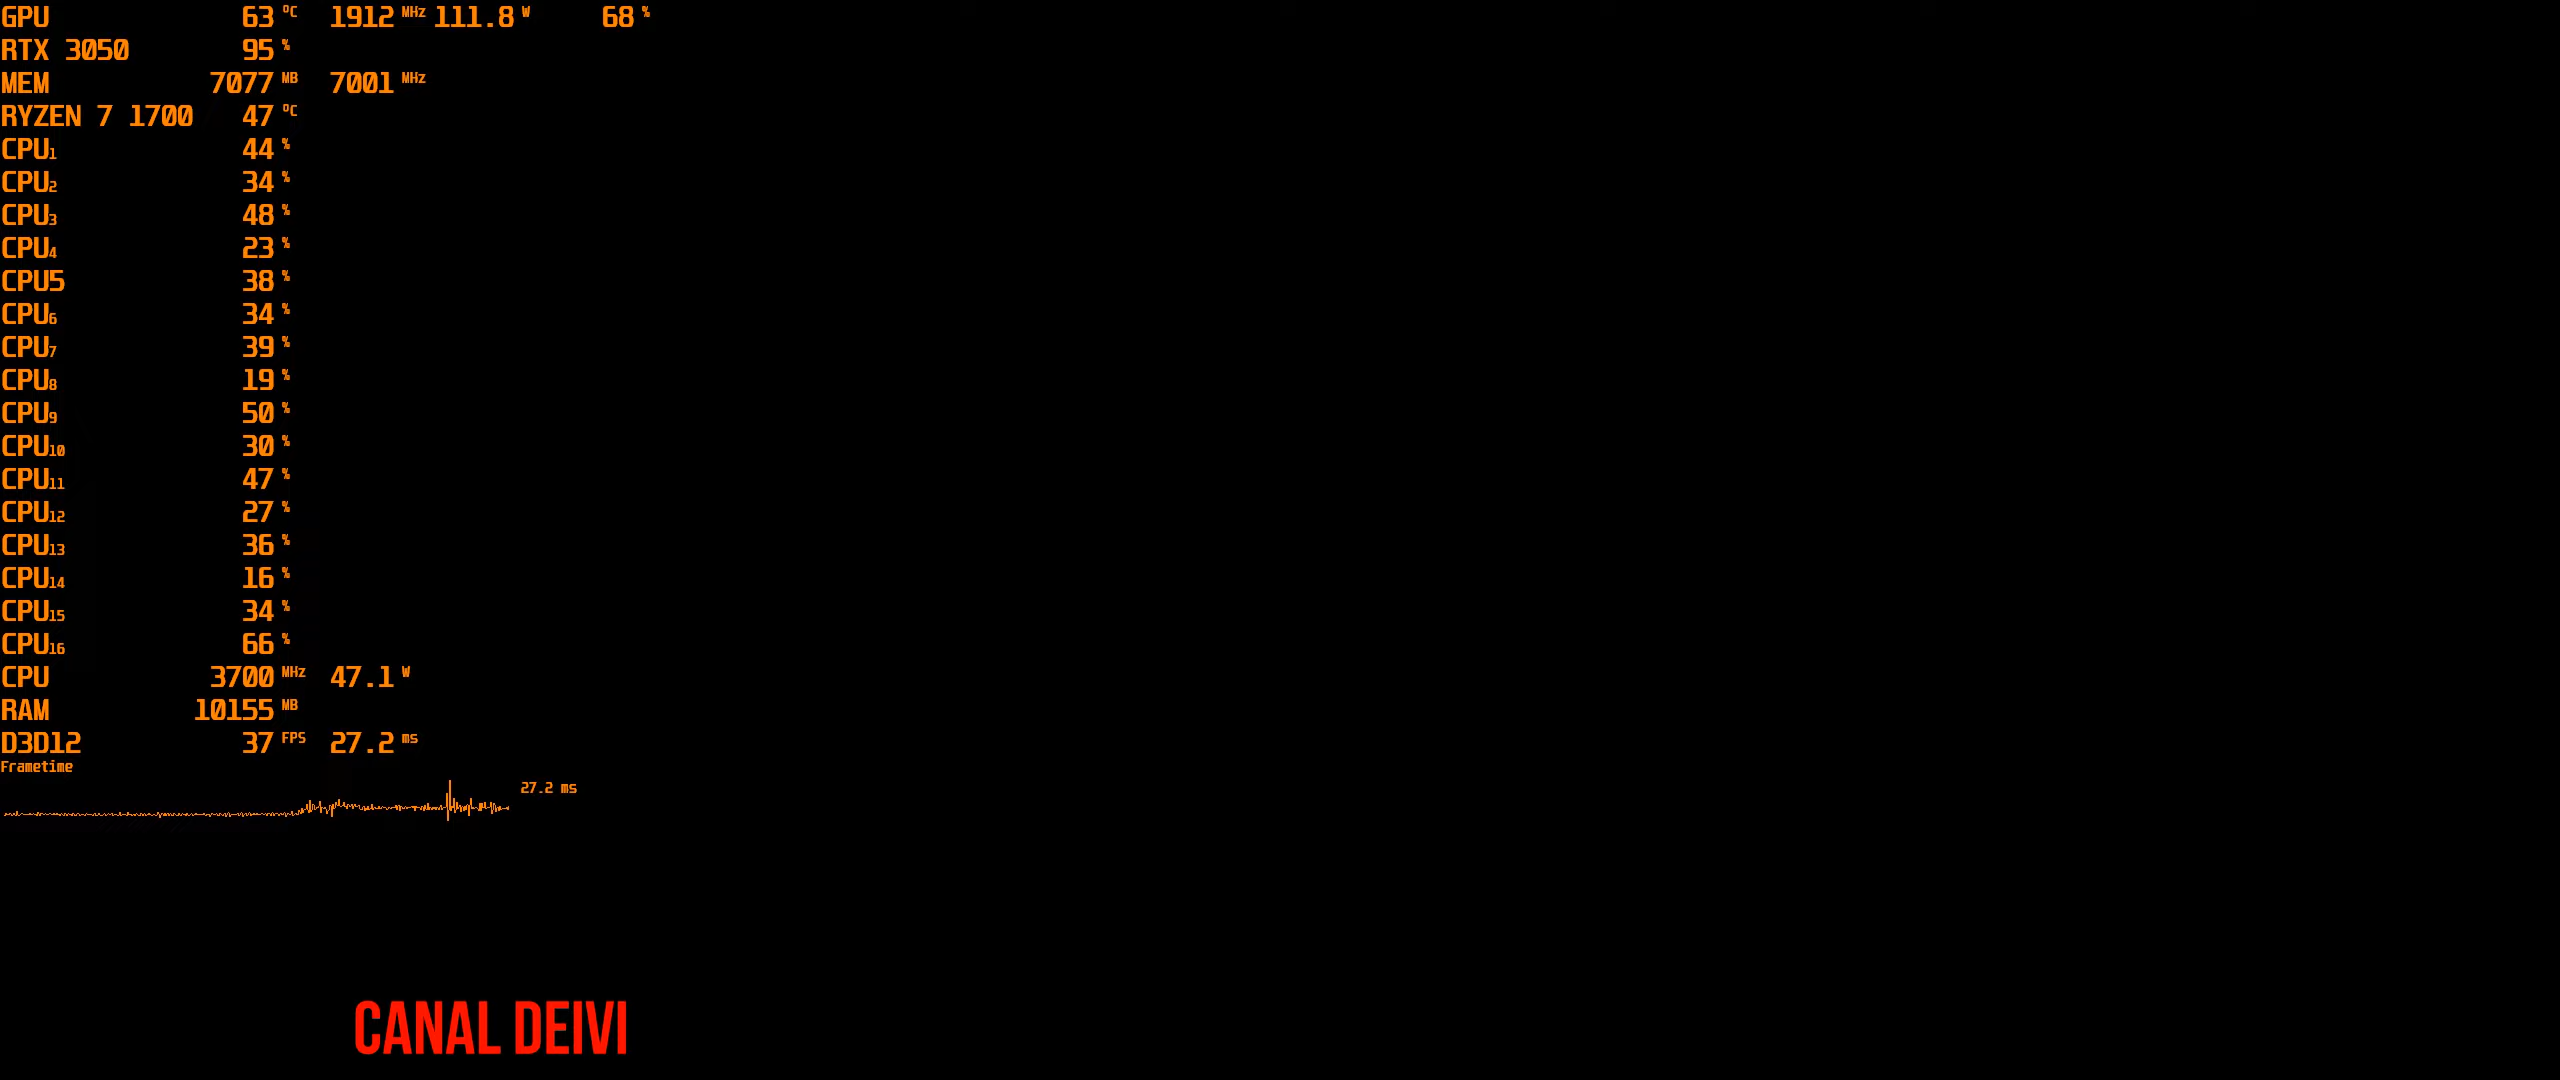 GPU 63 °C 1912 MHz 111.8 W 68 %
RTX 3050 95 %
MEM 7077 MB 7001 MHz
RYZEN 7 1700 47 °C
CPU1 44 %
CPU2 34 %
CPU3 48 %
CPU4 23 %
CPU5 38 %
CPU6 34 %
CPU7 39 %
CPU8 19 %
CPU9 50 %
CPU10 30 %
CPU11 47 %
CPU12 27 %
CPU13 36 %
CPU14 16 %
CPU15 34 %
CPU16 66 %
CPU 3700 MHz 47.1 W
RAM 10155 MB
D3D12 37 FPS 27.2 ms
Frametime
27.2 ms
CANAL DEIVI